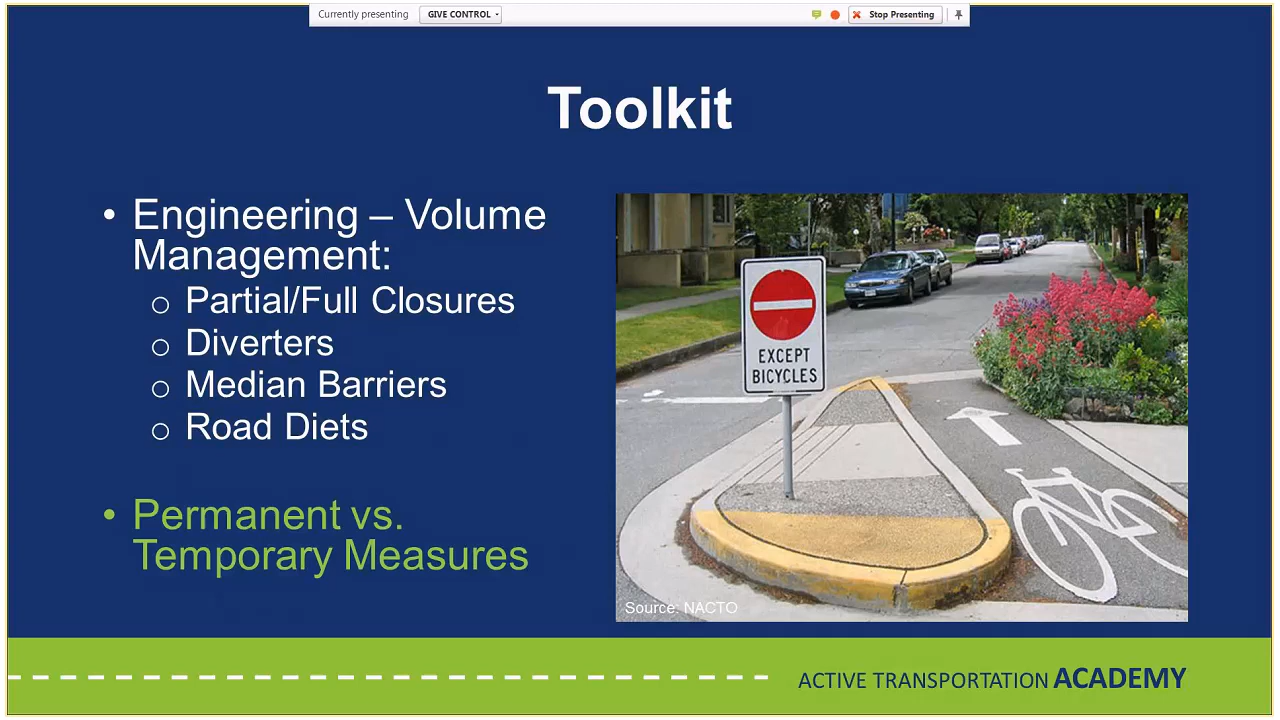 Currently presenting GIVE CONTROL Stop Presenting
Toolkit
• Engineering – Volume
Management:
o Partial/Full Closures
o Diverters
o Median Barriers
o Road Diets
• Permanent vs.
Temporary Measures
EXCEPT
BICYCLES
Source: NACTO
ACTIVE TRANSPORTATION ACADEMY